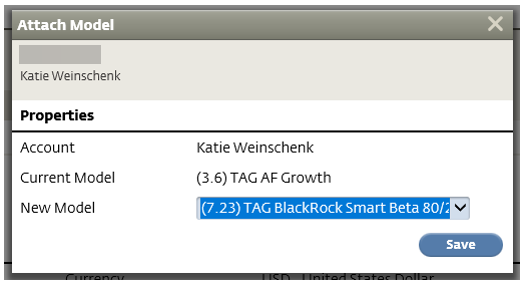 Attach Model
Katie Weinschenk
Properties
Account Katie Weinschenk
Current Model (3.6) TAG AF Growth
New Model (7.23) TAG BlackRock Smart Beta 80/2
Save
Currency USD United States Dollar